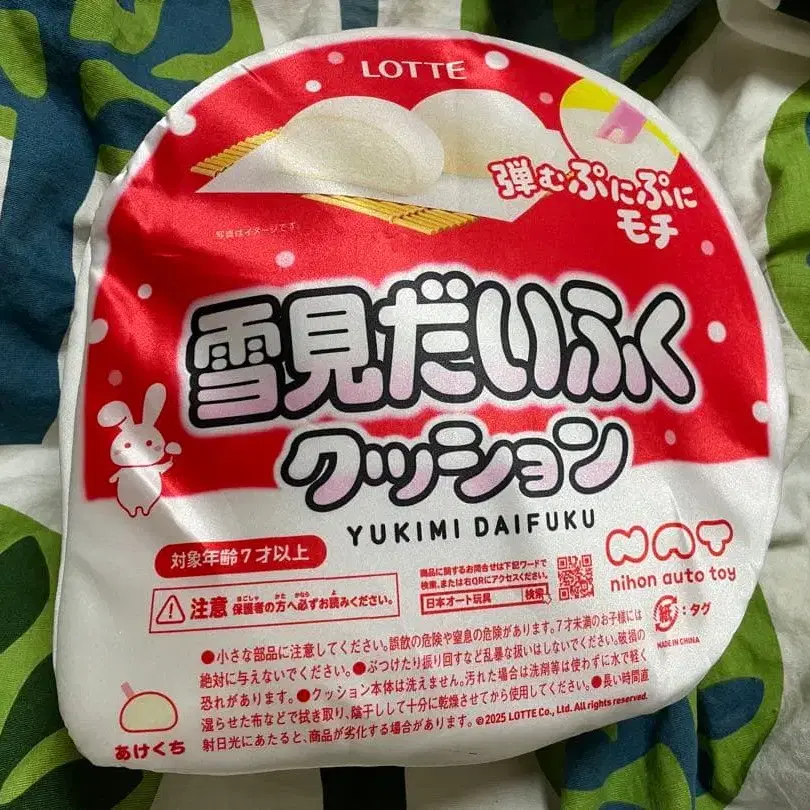 LOTTE
弾むぷにぷに
モチ
写真はイメージです
雪見だいふく
クッション
YUKIMI DAIFUKU
対象年齢7才以上
注意 保護者の方へ必ずお読みください。
商品に関するお問合せは下記ワードで
検索、または右QRにアクセスください。
日本オート玩具 検索
NAT
nihon auto toy
紙:タグ
MADE IN CHINA
●小さな部品に注意してください。誤飲の危険や窒息の危険があります。7才未満のお子様には
絶対に与えないでください。●ぶつけたり振り回すなど乱暴な扱いはしないでください。破損の
恐れがあります。●クッション本体は洗えません。汚れた場合は洗剤等は使わずに水で軽く
湿らせた布などで拭き取り、陰干しして十分に乾燥させてから使用してください。●長い時間直
射日光にあたると、商品が劣化する場合があります。©2025 LOTTE Co., Ltd. All rights reserved.
あけくち